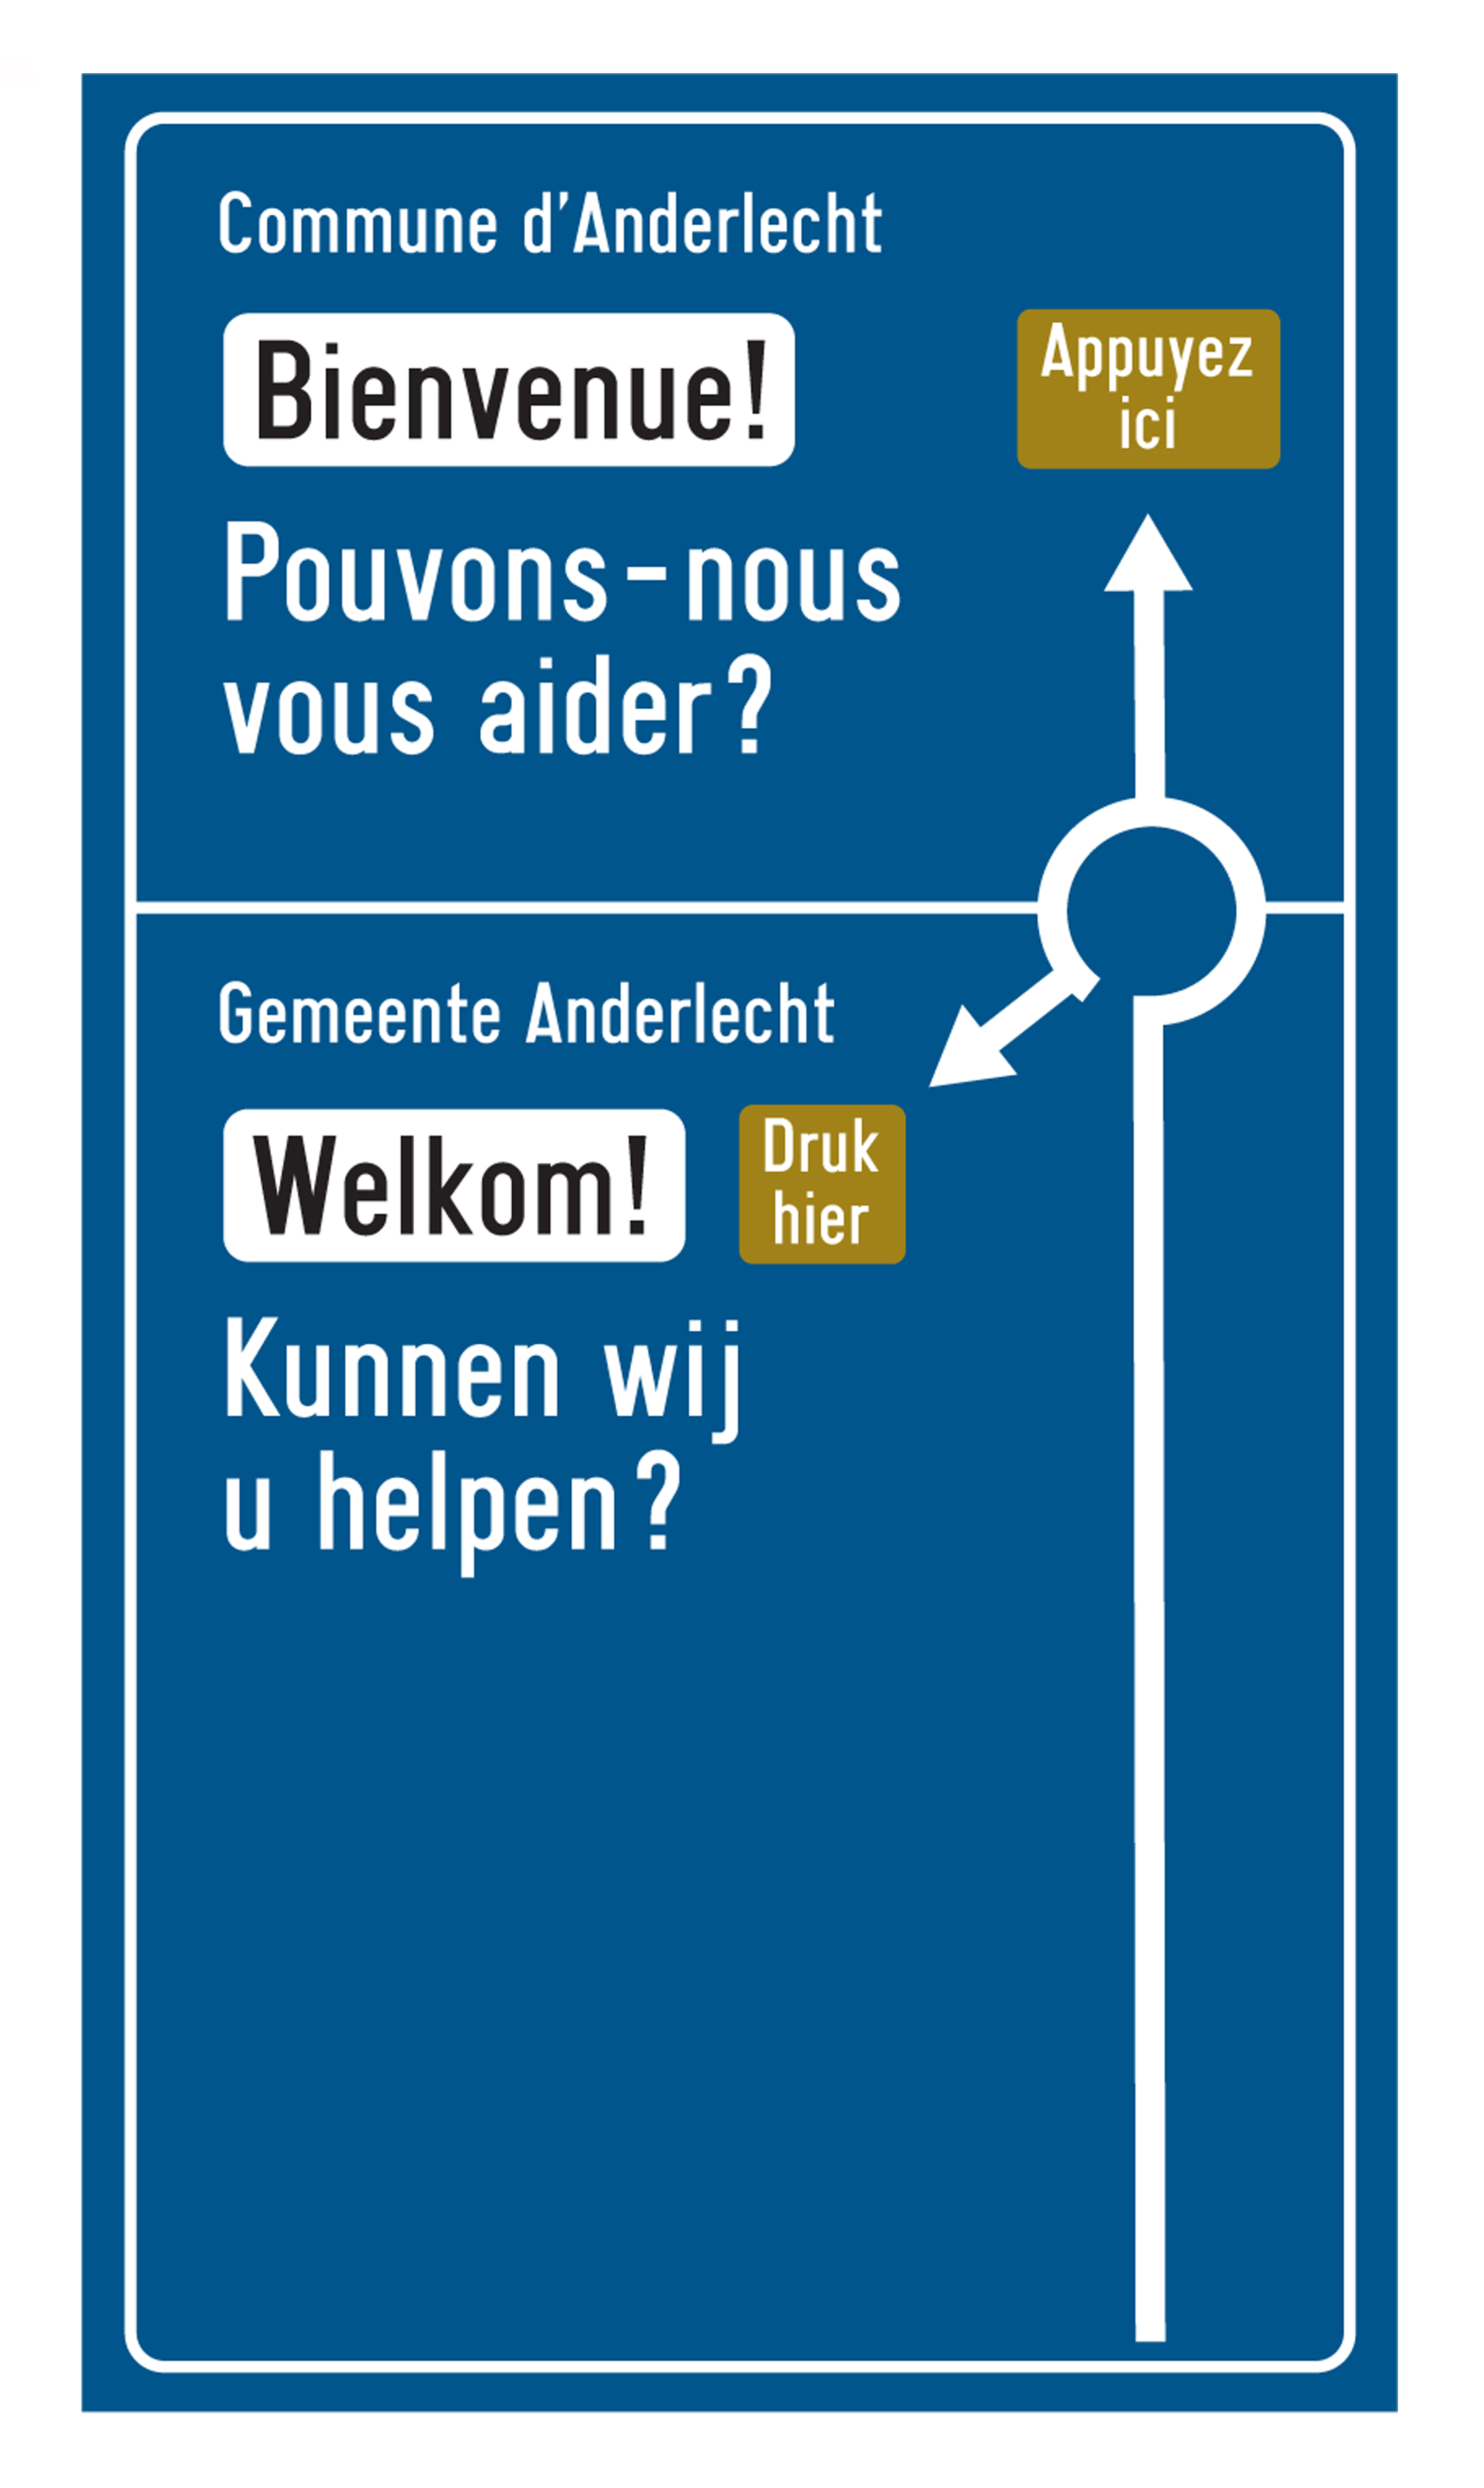 Commune d’Anderlecht
Bienvenue!
Appuyez
ici
Pouvons-nous
vous aider?
Gemeente Anderlecht
Welkom!
Druk
hier
Kunnen wij
u helpen?